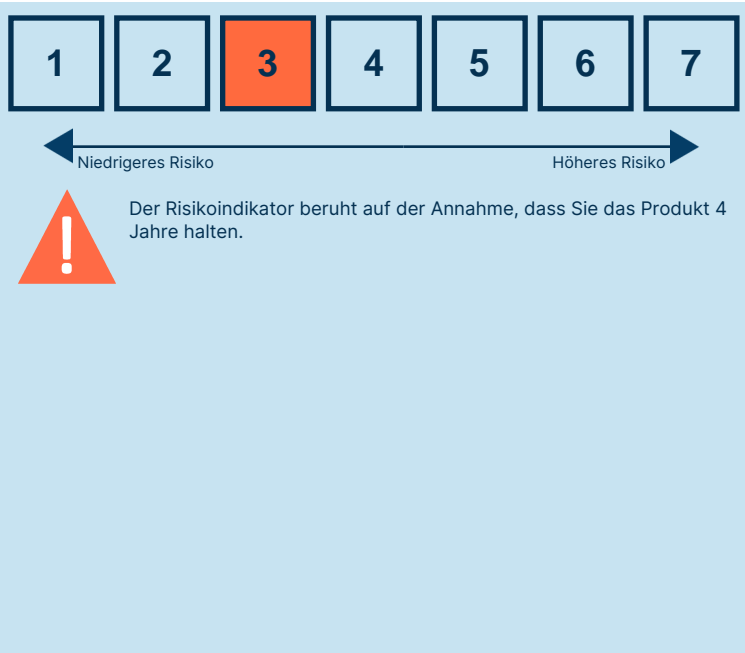 1 2 3 4 5 6 7
Niedrigeres Risiko Höheres Risiko
Der Risikoindikator beruht auf der Annahme, dass Sie das Produkt 4
Jahre halten.